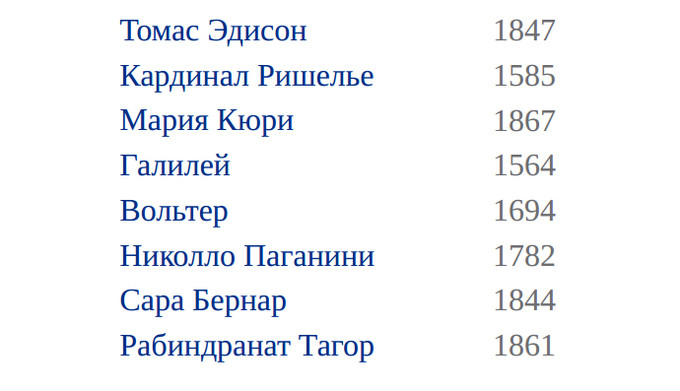 Томас Эдисон 1847
Кардинал Ришелье 1585
Мария Кюри 1867
Галилей 1564
Вольтер 1694
Николло Паганини 1782
Сара Бернар 1844
Рабиндранат Тагор 1861